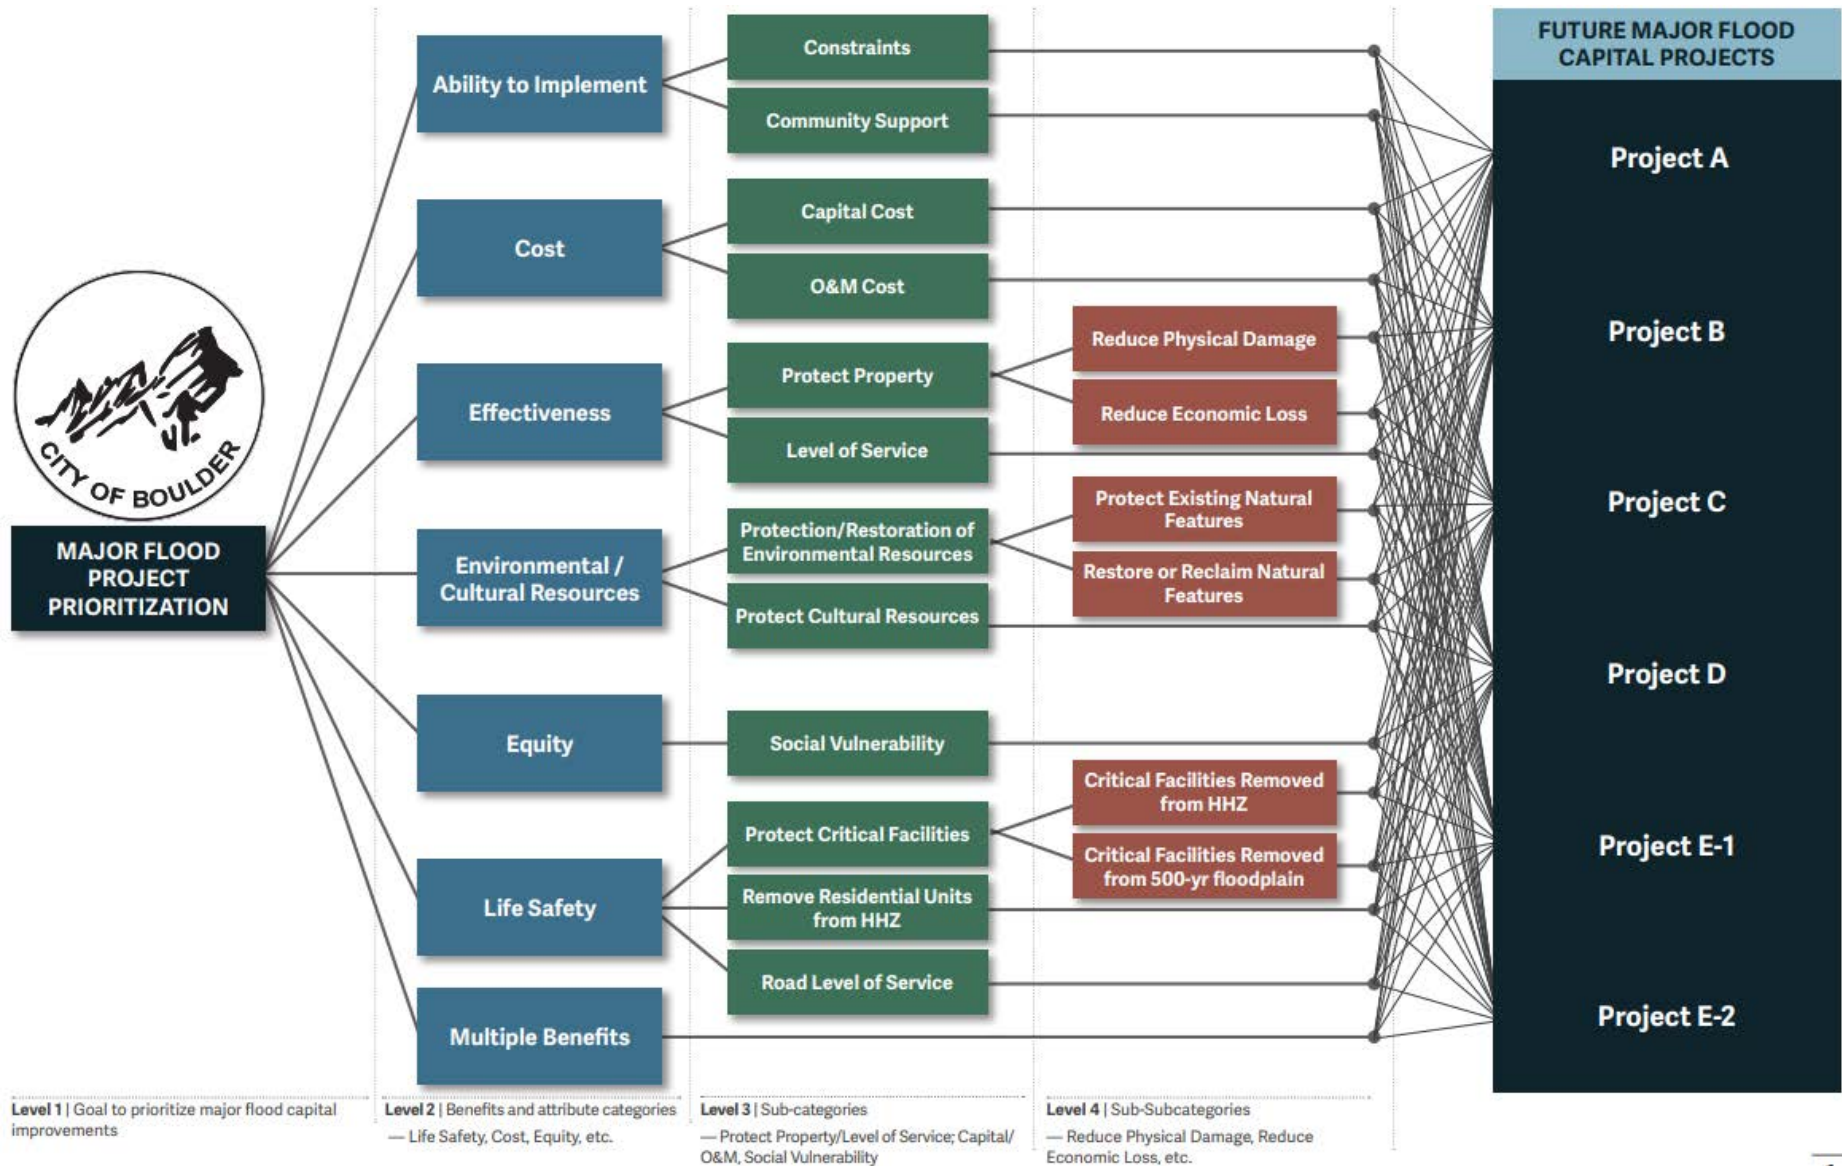 CITY OF BOULDER
MAJOR FLOOD
PROJECT
PRIORITIZATION
Ability to Implement
Cost
Effectiveness
Environmental /
Cultural Resources
Equity
Life Safety
Multiple Benefits
Constraints
Community Support
Capital Cost
O&M Cost
Protect Property
Level of Service
Protection/Restoration of
Environmental Resources
Protect Cultural Resources
Social Vulnerability
Protect Critical Facilities
Remove Residential Units
from HHZ
Road Level of Service
Reduce Physical Damage
Reduce Economic Loss
Protect Existing Natural
Features
Restore or Reclaim Natural
Features
Critical Facilities Removed
from HHZ
Critical Facilities Removed
from 500-yr floodplain
FUTURE MAJOR FLOOD
CAPITAL PROJECTS
Project A
Project B
Project C
Project D
Project E-1
Project E-2
Level 1 | Goal to prioritize major flood capital
improvements
Level 2 | Benefits and attribute categories
— Life Safety, Cost, Equity, etc.
Level 3 | Sub-categories
— Protect Property/Level of Service; Capital/
O&M, Social Vulnerability
Level 4 | Sub-Subcategories
— Reduce Physical Damage, Reduce
Economic Loss, etc.